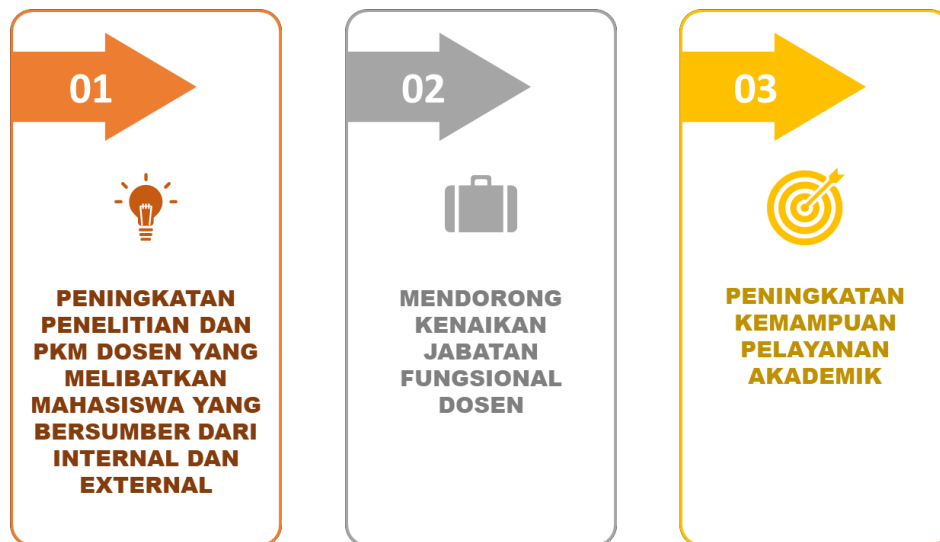 01
PENINGKATAN
PENELITIAN DAN
PKM DOSEN YANG
MELIBATKAN
MAHASISWA YANG
BERSUMBER DARI
INTERNAL DAN
EXTERNAL
02
MENDORONG
KENAIKAN
JABATAN
FUNGSIONAL
DOSEN
03
PENINGKATAN
KEMAMPUAN
PELAYANAN
AKADEMIK